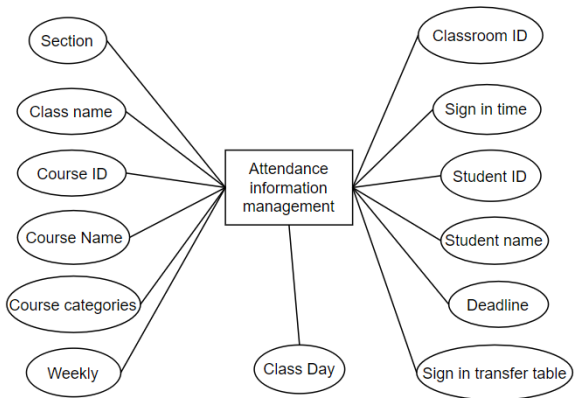 Section
Class name
Course ID
Course Name
Course categories
Weekly
Attendance
information
management
Class Day
Classroom ID
Sign in time
Student ID
Student name
Deadline
Sign in transfer table